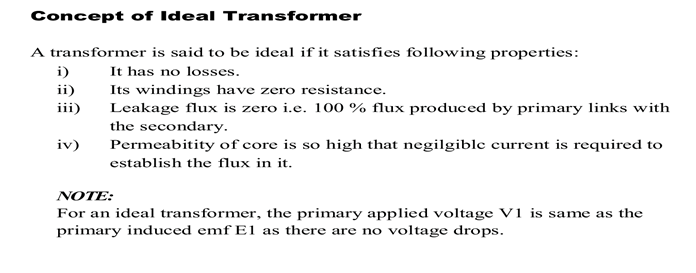 Concept of Ideal Transformer
A transformer is said to be ideal if it satisfies following properties:
i) It has no losses.
ii) Its windings have zero resistance.
iii) Leakage flux is zero i.e. 100 % flux produced by primary links with
the secondary.
iv) Permeabitity of core is so high that negilgiblc current is required to
establish the flux in it.
NOTE:
For an ideal transformer, the primary applied voltage V1 is same as the
primary induced emf E1 as there are no voltage drops.